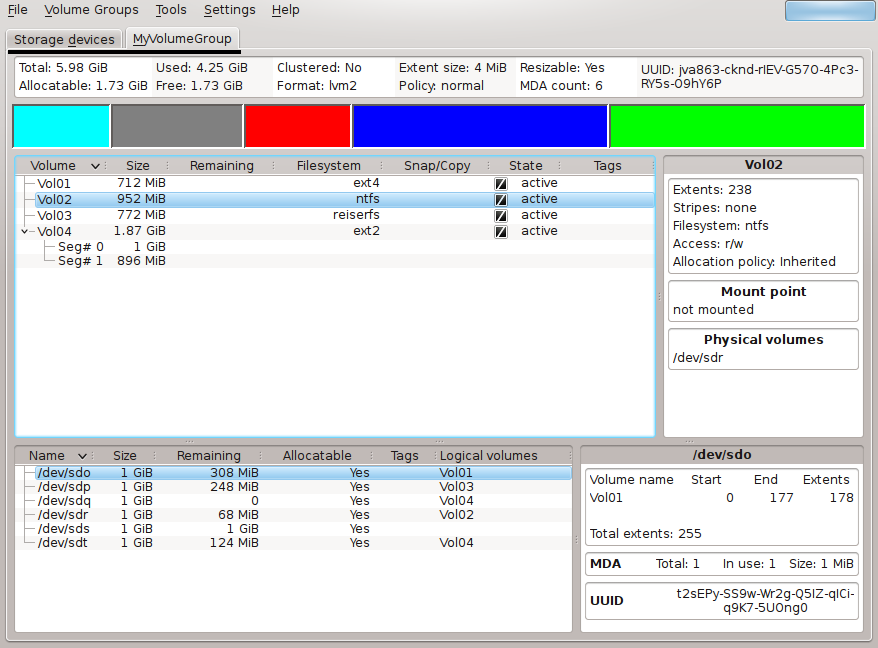 File Volume Groups Tools Settings Help
Storage devices MyVolumeGroup
Total: 5.98 GiB Used: 4.25 GiB Clustered: No Extent size: 4 MiB Resizable: Yes UUID: jva863-cknd-rIEV-G57O-4Pc3-
Allocatable: 1.73 GiB Free: 1.73 GiB Format: lvm2 Policy: normal MDA count: 6 RY5s-O9hY6P
Volume Size Remaining Filesystem Snap/Copy State Tags
Vol01 712 MiB ext4 active
Vol02 952 MiB ntfs active
Vol03 772 MiB reiserfs active
Vol04 1.87 GiB ext2 active
Seg# 0 1 GiB
Seg# 1 896 MiB
Vol02
Extents: 238
Stripes: none
Filesystem: ntfs
Access: r/w
Allocation policy: Inherited
Mount point
not mounted
Physical volumes
/dev/sdr
Name Size Remaining Allocatable Tags Logical volumes
/dev/sdo 1 GiB 308 MiB Yes Vol01
/dev/sdp 1 GiB 248 MiB Yes Vol03
/dev/sdq 1 GiB 0 Yes Vol04
/dev/sdr 1 GiB 68 MiB Yes Vol02
/dev/sds 1 GiB 1 GiB Yes
/dev/sdt 1 GiB 124 MiB Yes Vol04
/dev/sdo
Volume name Start End Extents
Vol01 0 177 178
Total extents: 255
MDA Total: 1 In use: 1 Size: 1 MiB
UUID t2sEPy-SS9w-Wr2g-Q5IZ-qICi-
q9K7-5UOng0